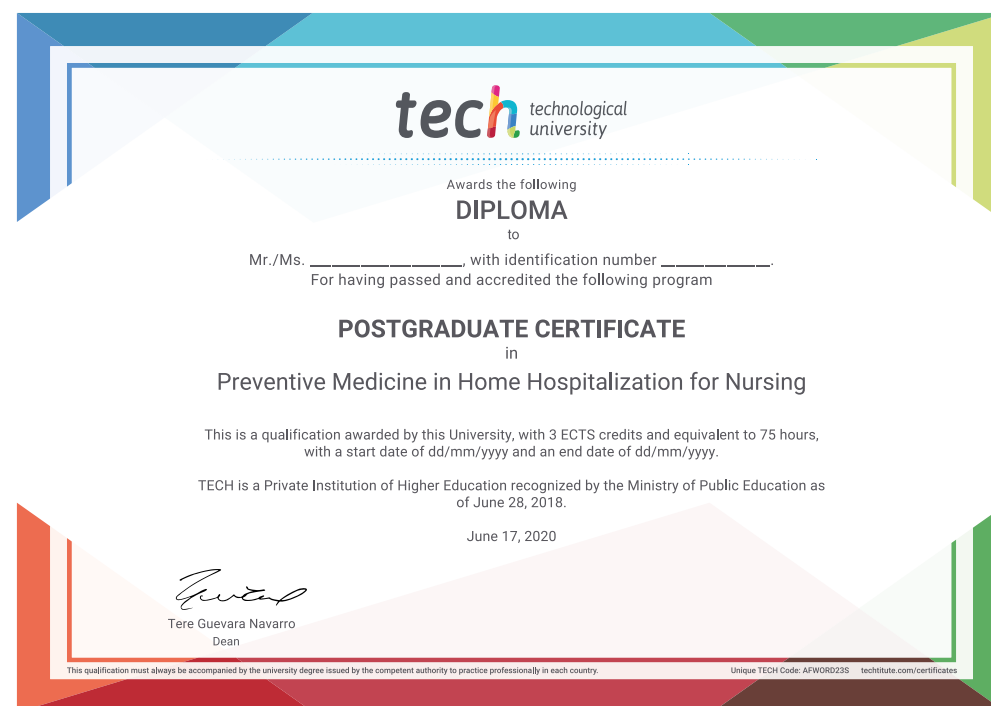 tech technological
university
Awards the following
DIPLOMA
to
Mr./Ms. ____________________, with identification number ______________.
For having passed and accredited the following program
POSTGRADUATE CERTIFICATE
in
Preventive Medicine in Home Hospitalization for Nursing
This is a qualification awarded by this University, with 3 ECTS credits and equivalent to 75 hours,
with a start date of dd/mm/yyyy and an end date of dd/mm/yyyy.
TECH is a Private Institution of Higher Education recognized by the Ministry of Public Education as
of June 28, 2018.
June 17, 2020
Tere Guevara Navarro
Dean
This qualification must always be accompanied by the university degree issued by the competent authority to practice professionally in each country. Unique TECH Code: AFWORD23S techtitute.com/certificates